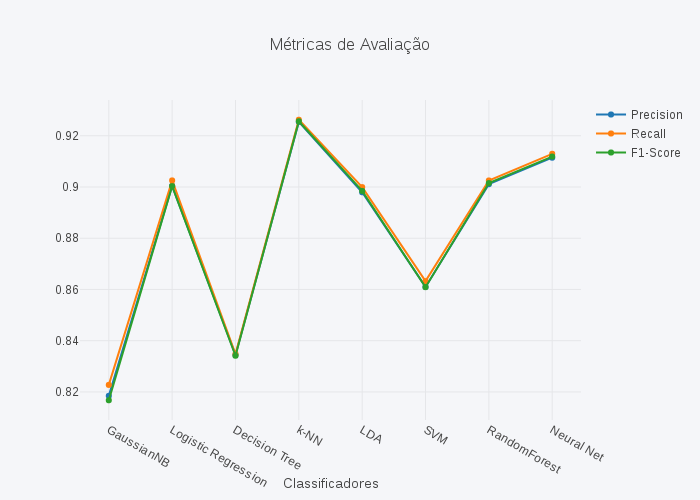 Métricas de Avaliação
Precision
Recall
F1-Score
0.92
0.9
0.88
0.86
0.84
0.82
GaussianNB
Logistic Regression
Decision Tree
k-NN
LDA
SVM
RandomForest
Neural Net
Classificadores